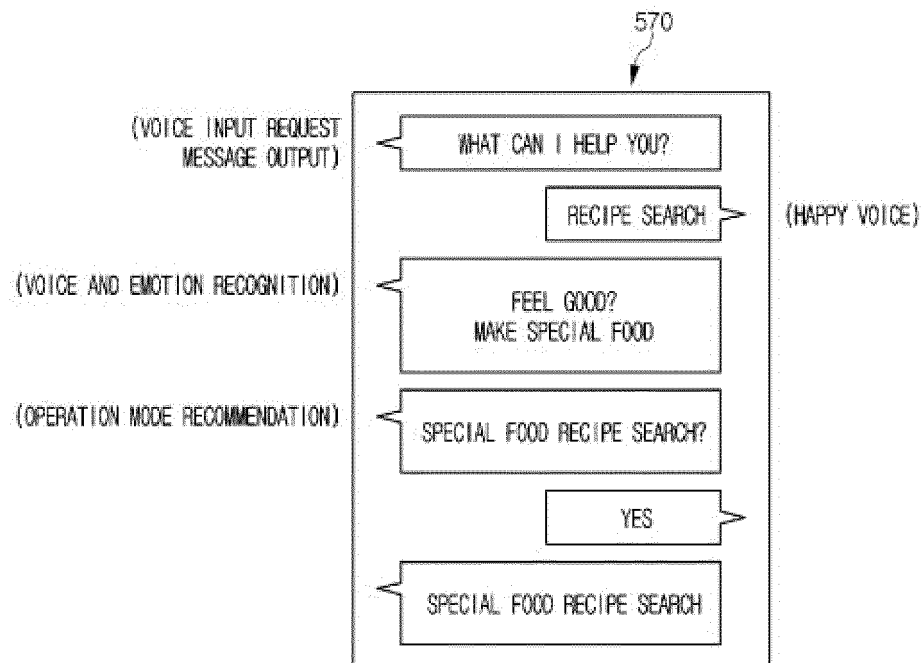 570
(VOICE INPUT REQUEST
MESSAGE OUTPUT)
WHAT CAN I HELP YOU?
RECIPE SEARCH
(HAPPY VOICE)
(VOICE AND EMOTION RECOGNITION)
FEEL GOOD?
MAKE SPECIAL FOOD
(OPERATION MODE RECOMMENDATION)
SPECIAL FOOD RECIPE SEARCH?
YES
SPECIAL FOOD RECIPE SEARCH